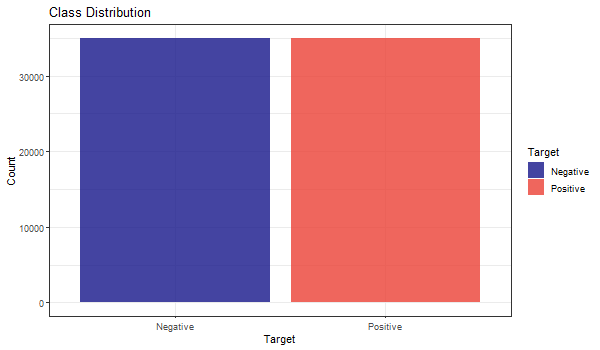 Class Distribution
Count
30000
20000
10000
0
Negative
Positive
Target
Target
Negative
Positive